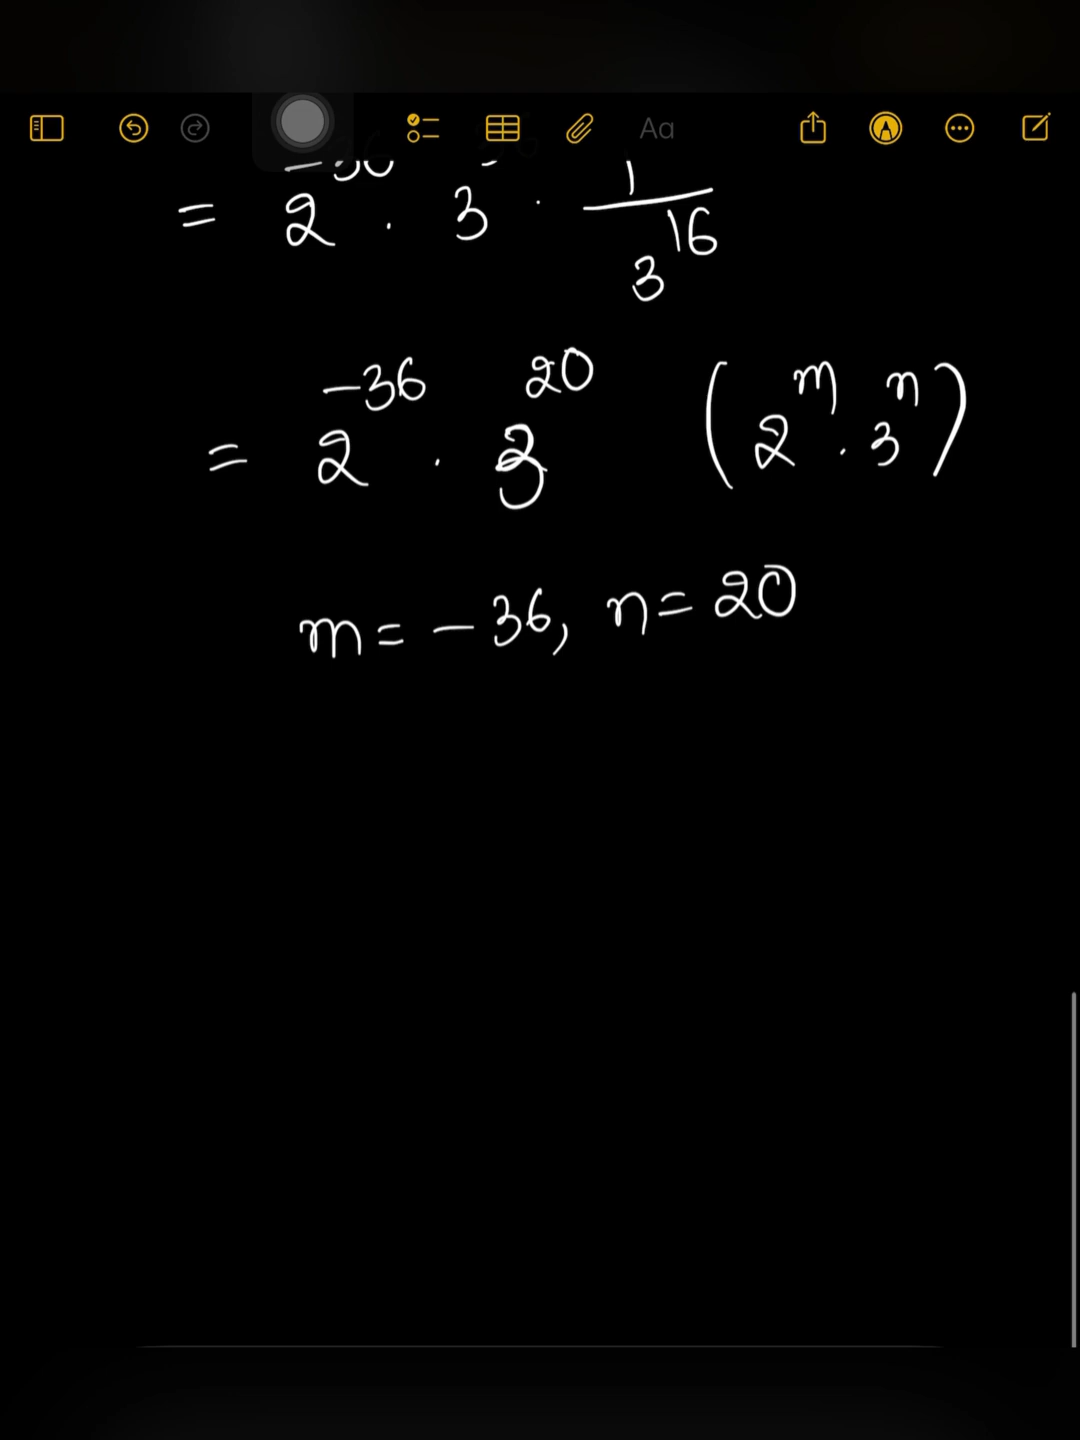 Aa
= 2 . 3 . 1/3^16
= 2^-36 . 3^20 (2^m . 3^n)
m = -36, n = 20